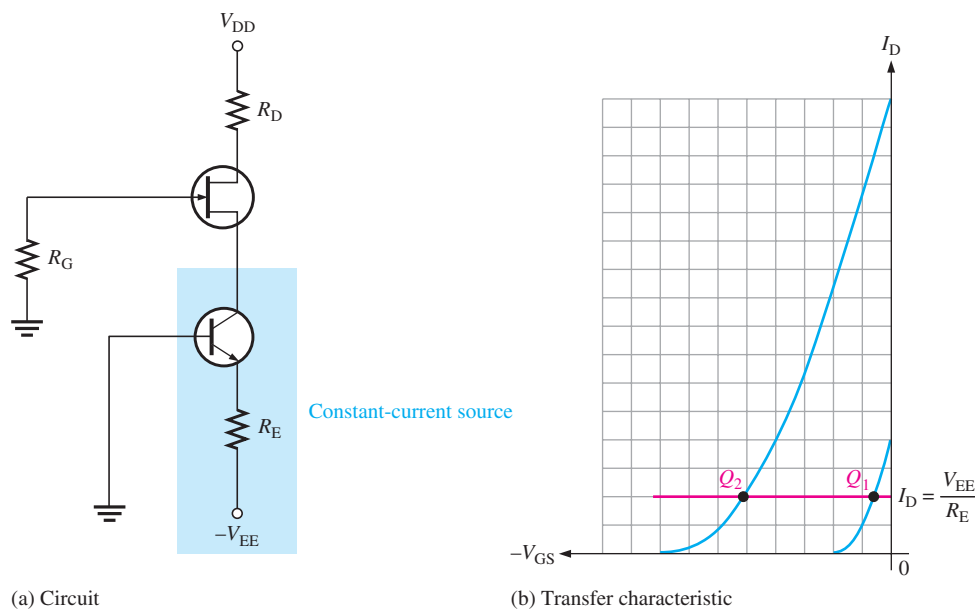 V_DD
R_D
R_G
Constant-current source
R_E
−V_EE
(a) Circuit
I_D
Q_2
Q_1
I_D = V_EE / R_E
−V_GS
0
(b) Transfer characteristic